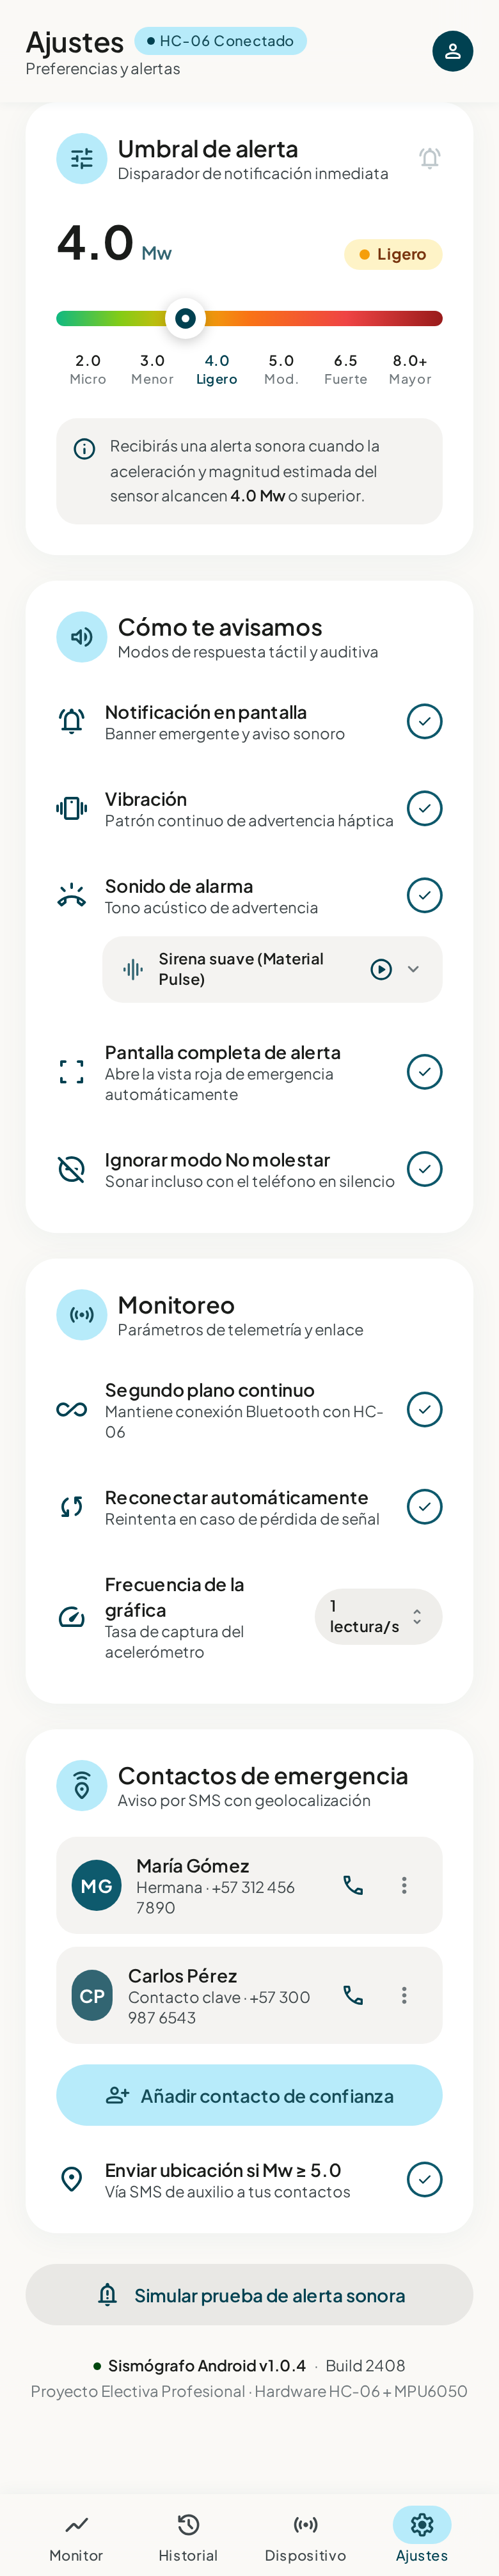 Ajustes
HC-06 Conectado
Preferencias y alertas
Umbral de alerta
Disparador de notificación inmediata
4.0 Mw
Ligero
2.0 3.0 4.0 5.0 6.5 8.0+
Micro Menor Ligero Mod. Fuerte Mayor
Recibirás una alerta sonora cuando la
aceleración y magnitud estimada del
sensor alcancen 4.0 Mw o superior.
Cómo te avisamos
Modos de respuesta táctil y auditiva
Notificación en pantalla
Banner emergente y aviso sonoro
Vibración
Patrón continuo de advertencia háptica
Sonido de alarma
Tono acústico de advertencia
Sirena suave (Material
Pulse)
Pantalla completa de alerta
Abre la vista roja de emergencia
automáticamente
Ignorar modo No molestar
Sonar incluso con el teléfono en silencio
Monitoreo
Parámetros de telemetría y enlace
Segundo plano continuo
Mantiene conexión Bluetooth con HC-
06
Reconectar automáticamente
Reintenta en caso de pérdida de señal
Frecuencia de la
gráfica
Tasa de captura del
acelerómetro
1
lectura/s
Contactos de emergencia
Aviso por SMS con geolocalización
MG
María Gómez
Hermana · +57 312 456
7890
CP
Carlos Pérez
Contacto clave · +57 300
987 6543
Añadir contacto de confianza
Enviar ubicación si Mw ≥ 5.0
Vía SMS de auxilio a tus contactos
Simular prueba de alerta sonora
Sismógrafo Android v1.0.4 · Build 2408
Proyecto Electiva Profesional · Hardware HC-06 + MPU6050
Monitor Historial Dispositivo Ajustes